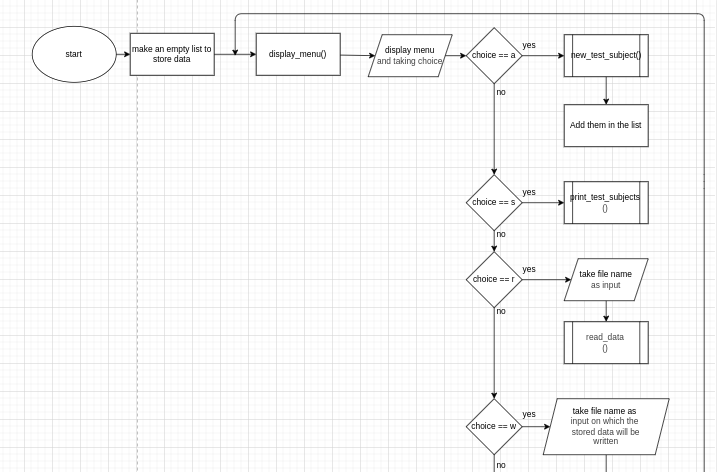 start
make an empty list to
store data
display_menu()
display menu
and taking choice
choice == a
yes
new_test_subject()
no
Add them in the list
choice == s
yes
print_test_subjects
()
no
choice == r
yes
take file name
as input
no
read_data
()
choice == w
yes
take file name as
input on which the
stored data will be
written
no